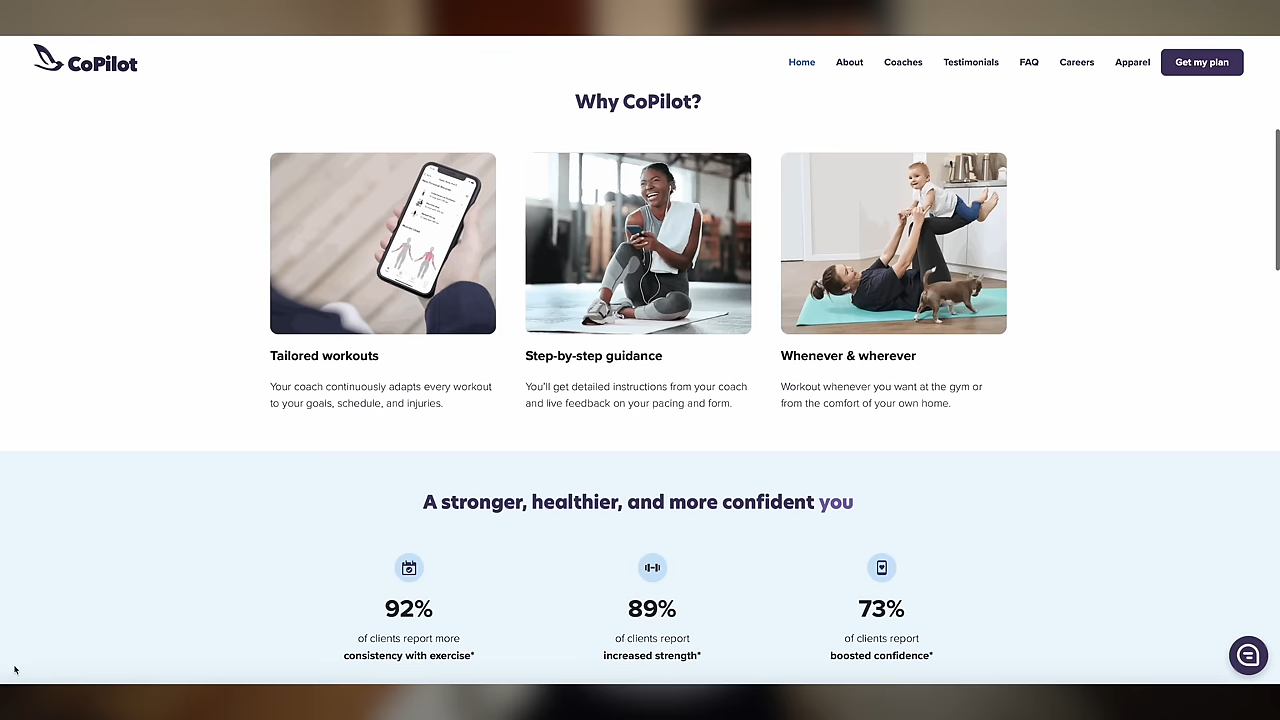 CoPilot
Home
About
Coaches
Testimonials
FAQ
Careers
Apparel
Get my plan
Why CoPilot?
Tailored workouts
Your coach continuously adapts every workout
to your goals, schedule, and injuries.
Step-by-step guidance
You'll get detailed instructions from your coach
and live feedback on your pacing and form.
Whenever & wherever
Workout whenever you want at the gym or
from the comfort of your own home.
A stronger, healthier, and more confident you
92%
of clients report more
consistency with exercise*
89%
of clients report
increased strength*
73%
of clients report
boosted confidence*